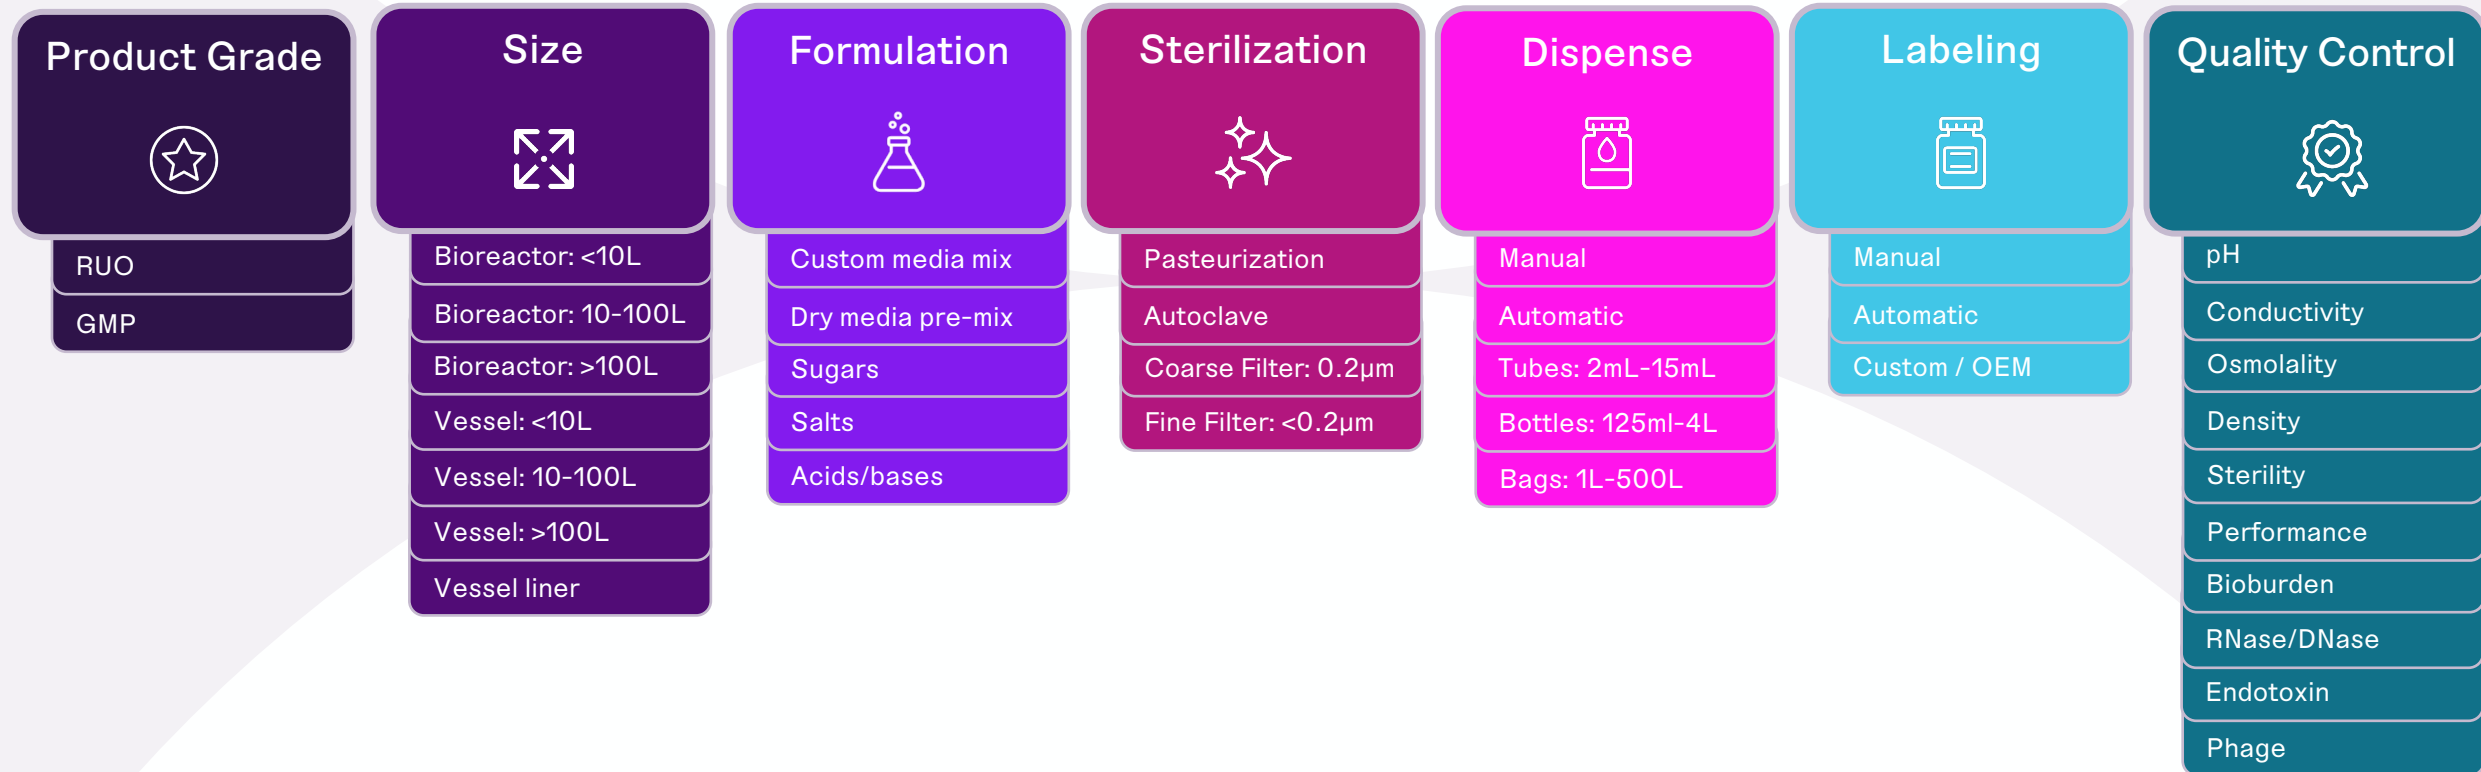 Product Grade
RUO
GMP
Size
Bioreactor: <10L
Bioreactor: 10-100L
Bioreactor: >100L
Vessel: <10L
Vessel: 10-100L
Vessel: >100L
Vessel liner
Formulation
Custom media mix
Dry media pre-mix
Sugars
Salts
Acids/bases
Sterilization
Pasteurization
Autoclave
Coarse Filter: 0.2µm
Fine Filter: <0.2µm
Dispense
Manual
Automatic
Tubes: 2mL-15mL
Bottles: 125ml-4L
Bags: 1L-500L
Labeling
Manual
Automatic
Custom / OEM
Quality Control
pH
Conductivity
Osmolality
Density
Sterility
Performance
Bioburden
RNase/DNase
Endotoxin
Phage